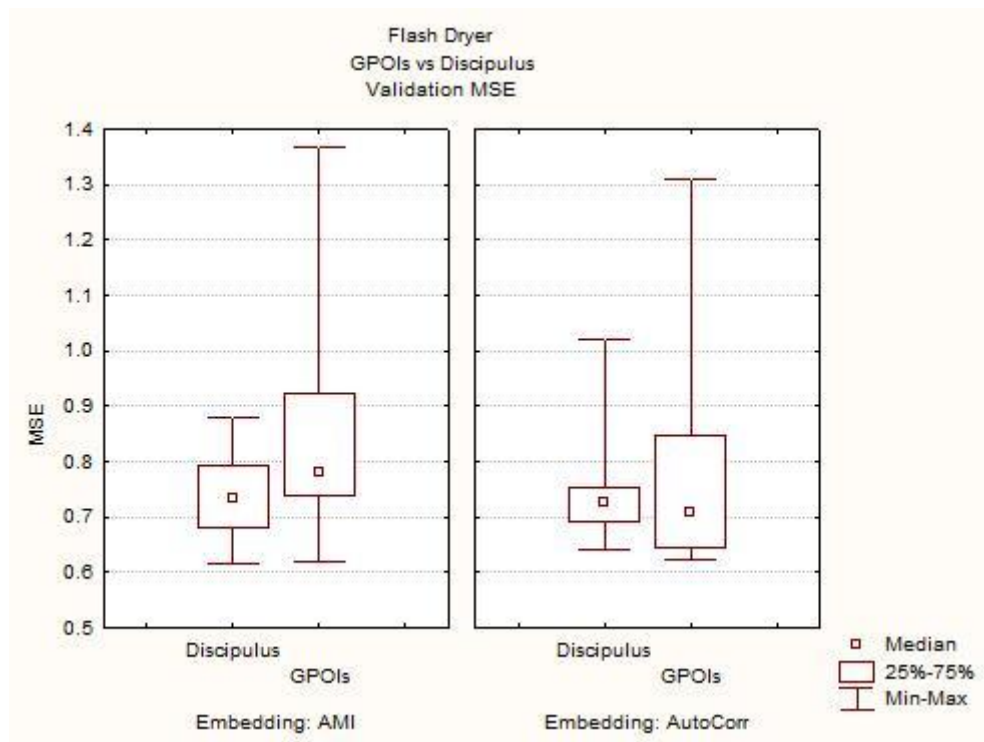 Flash Dryer
GPOIs vs Discipulus
Validation MSE
1.4
1.3
1.2
1.1
1.0
0.9
0.8
0.7
0.6
0.5
MSE
Discipulus
GPOIs
Embedding: AMI
Discipulus
GPOIs
Embedding: AutoCorr
Median
25%-75%
Min-Max